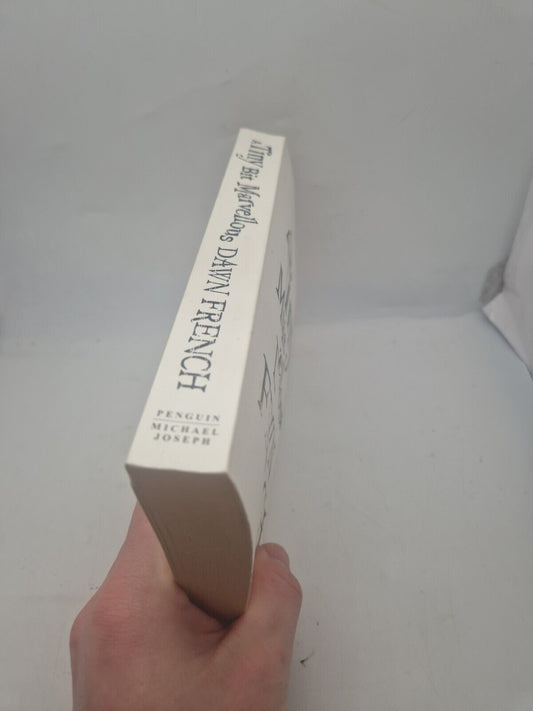 A Tiny Bit Marvellous DAWN FRENCH
PENGUIN
MICHAEL
JOSEPH